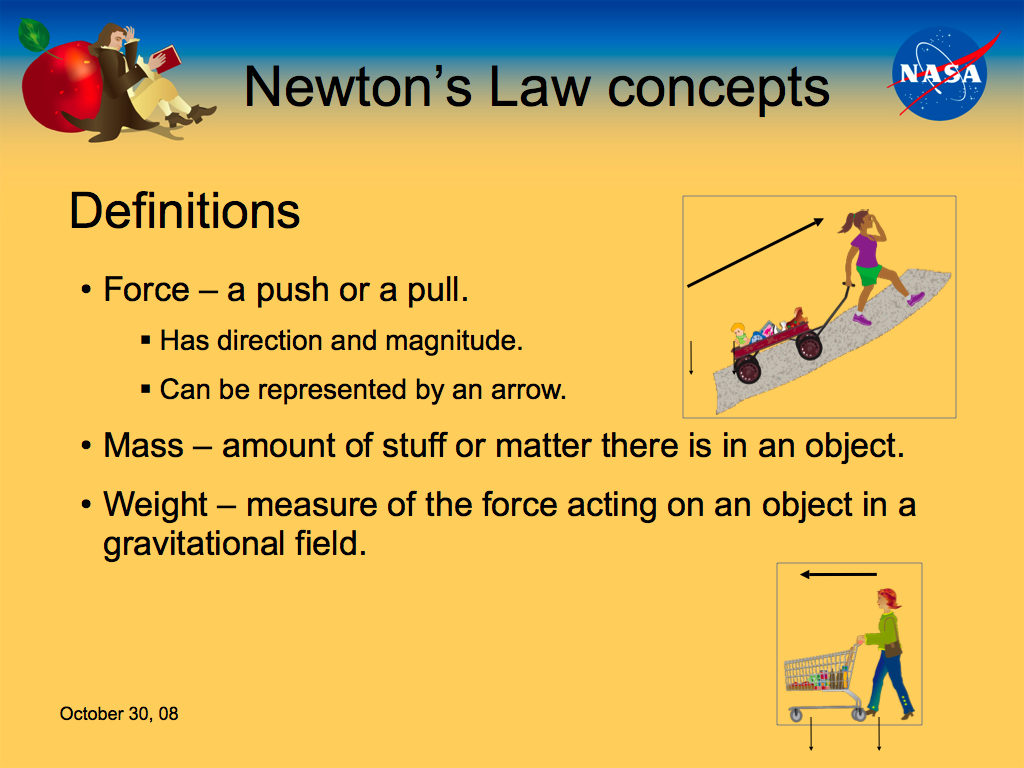 Newton’s Law concepts
NASA
Definitions
• Force – a push or a pull.
▪ Has direction and magnitude.
▪ Can be represented by an arrow.
• Mass – amount of stuff or matter there is in an object.
• Weight – measure of the force acting on an object in a
gravitational field.
October 30, 08